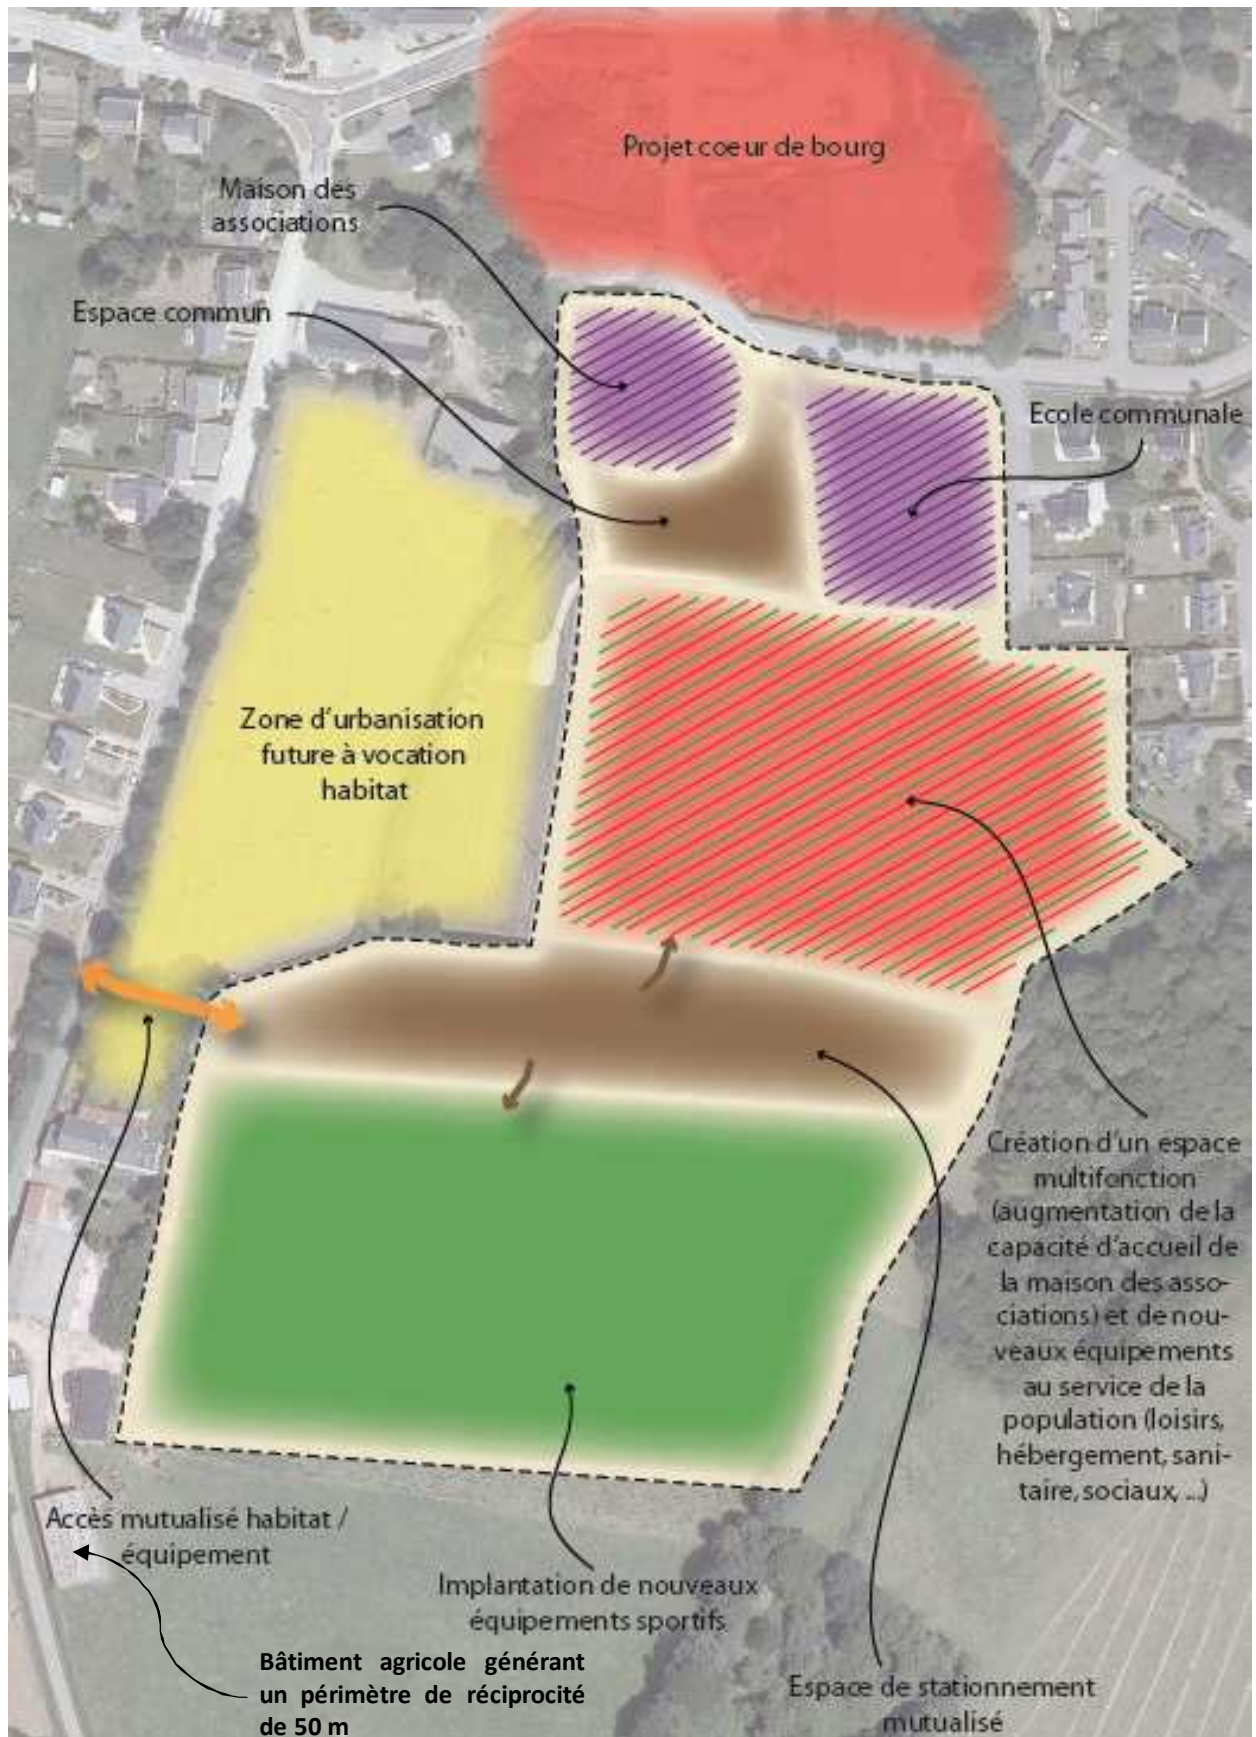 Projet coeur de bourg
Maison des
associations
Espace commun
Ecole communale
Zone d'urbanisation
future à vocation
habitat
Création d'un espace
multifonction
(augmentation de la
capacité d'accueil de
la maison des asso-
ciations) et de nou-
veaux équipements
au service de la
population (loisirs,
hébergement, sani-
taire, sociaux, ...)
Accès mutualisé habitat /
équipement
Implantation de nouveaux
équipements sportifs
Bâtiment agricole générant
un périmètre de réciprocité
de 50 m
Espace de stationnement
mutualisé